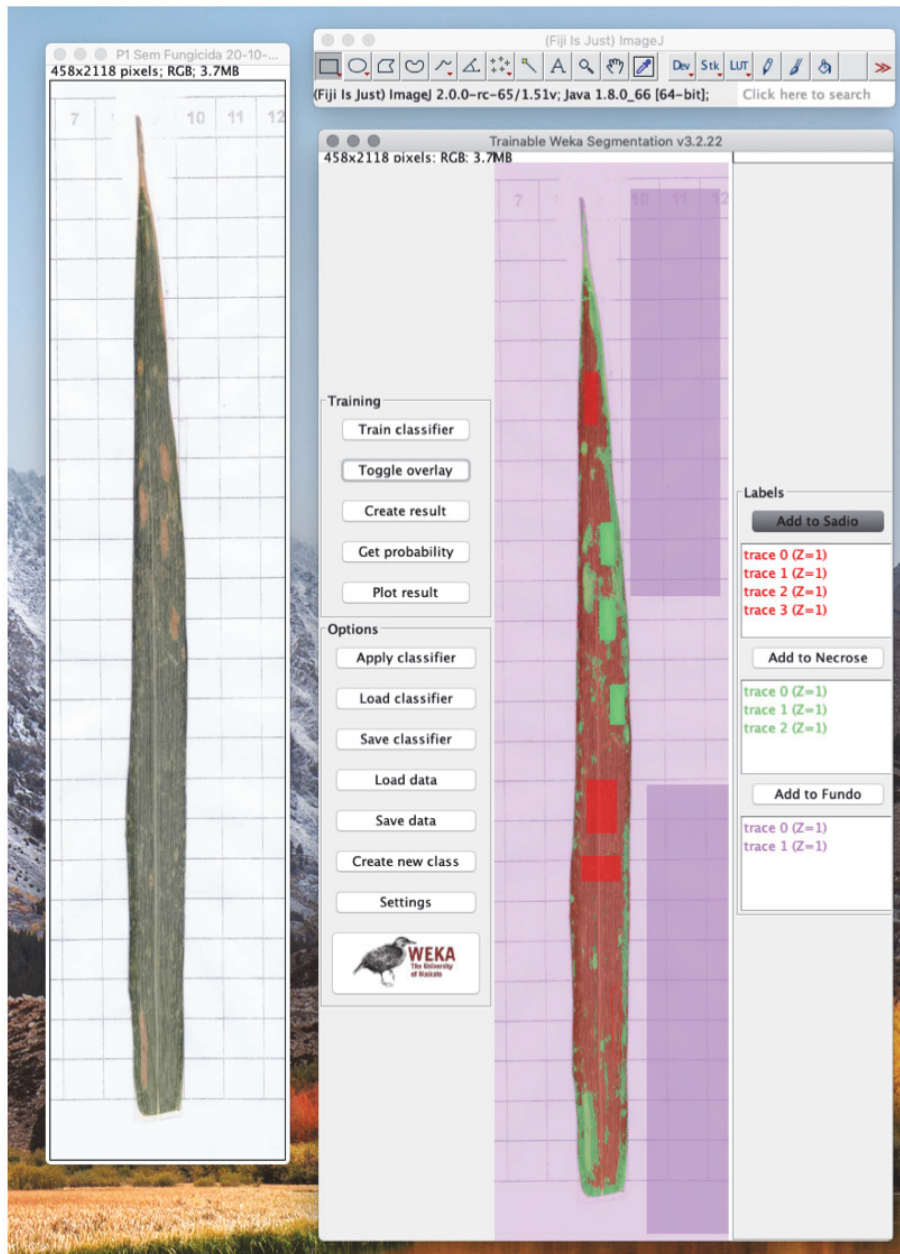 P1 Sem Fungicida 20-10-...
458x2118 pixels; RGB; 3.7MB
7 10 11 12
(Fiji Is Just) ImageJ
Dev Stk LUT >>
(Fiji Is Just) ImageJ 2.0.0-rc-65/1.51v; Java 1.8.0_66 [64-bit];
Click here to search
Trainable Weka Segmentation v3.2.22
458x2118 pixels; RGB; 3.7MB
7 10 11 12
Training
Train classifier
Toggle overlay
Create result
Get probability
Plot result
Options
Apply classifier
Load classifier
Save classifier
Load data
Save data
Create new class
Settings
WEKA
The University
of Waikato
Labels
Add to Sadio
trace 0 (Z=1)
trace 1 (Z=1)
trace 2 (Z=1)
trace 3 (Z=1)
Add to Necrose
trace 0 (Z=1)
trace 1 (Z=1)
trace 2 (Z=1)
Add to Fundo
trace 0 (Z=1)
trace 1 (Z=1)